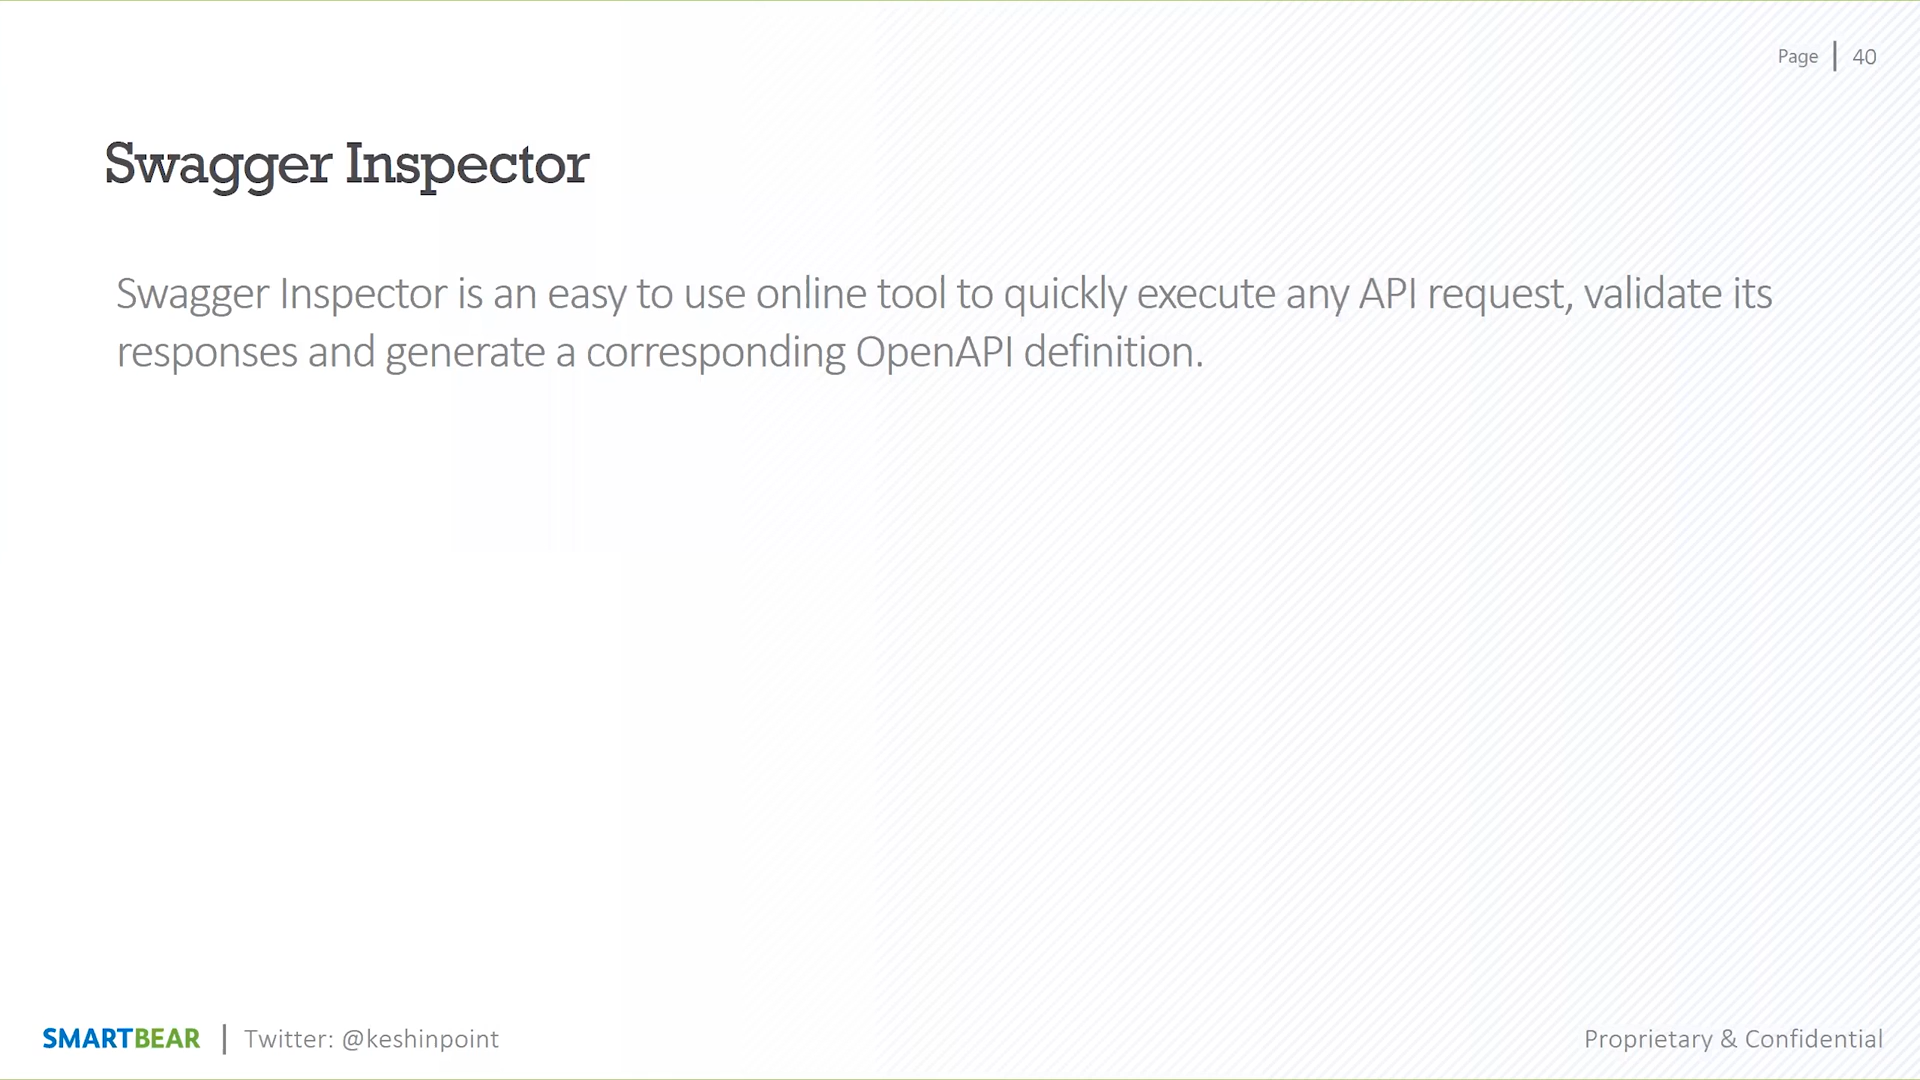 Page | 40
Swagger Inspector
Swagger Inspector is an easy to use online tool to quickly execute any API request, validate its
responses and generate a corresponding OpenAPI definition.
SMARTBEAR | Twitter: @keshinpoint
Proprietary & Confidential